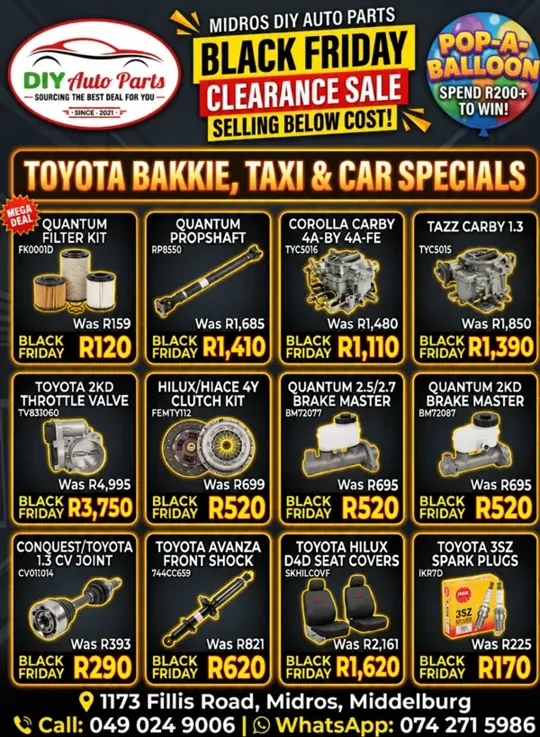 DIY Auto Parts
SOURCING THE BEST DEAL FOR YOU
- SINCE - 2021 -
MIDROS DIY AUTO PARTS
BLACK FRIDAY
CLEARANCE SALE
SELLING BELOW COST!
POP-A-
BALLOON
SPEND R200+
TO WIN!
TOYOTA BAKKIE, TAXI & CAR SPECIALS
MEGA
DEAL
QUANTUM
FILTER KIT
FK0001D
Was R159
BLACK
FRIDAY
R120
QUANTUM
PROPSHAFT
RP8550
Was R1,685
BLACK
FRIDAY
R1,410
COROLLA CARBY
4A-BY 4A-FE
TYC5016
Was R1,480
BLACK
FRIDAY
R1,110
TAZZ CARBY 1.3
TYC5015
Was R1,850
BLACK
FRIDAY
R1,390
TOYOTA 2KD
THROTTLE VALVE
TV831060
Was R4,995
BLACK
FRIDAY
R3,750
HILUX/HIACE 4Y
CLUTCH KIT
FEMTY112
Was R699
BLACK
FRIDAY
R520
QUANTUM 2.5/2.7
BRAKE MASTER
BM72077
Was R695
BLACK
FRIDAY
R520
QUANTUM 2KD
BRAKE MASTER
BM72087
Was R695
BLACK
FRIDAY
R520
CONQUEST/TOYOTA
1.3 CV JOINT
CV011014
Was R393
BLACK
FRIDAY
R290
TOYOTA AVANZA
FRONT SHOCK
744CC659
Was R821
BLACK
FRIDAY
R620
TOYOTA HILUX
D4D SEAT COVERS
SKHILCOVF
Was R2,161
BLACK
FRIDAY
R1,620
TOYOTA 3SZ
SPARK PLUGS
IKR7D
3SZ
Was R225
BLACK
FRIDAY
R170
1173 Fillis Road, Midros, Middelburg
Call: 049 024 9006 | WhatsApp: 074 271 5986